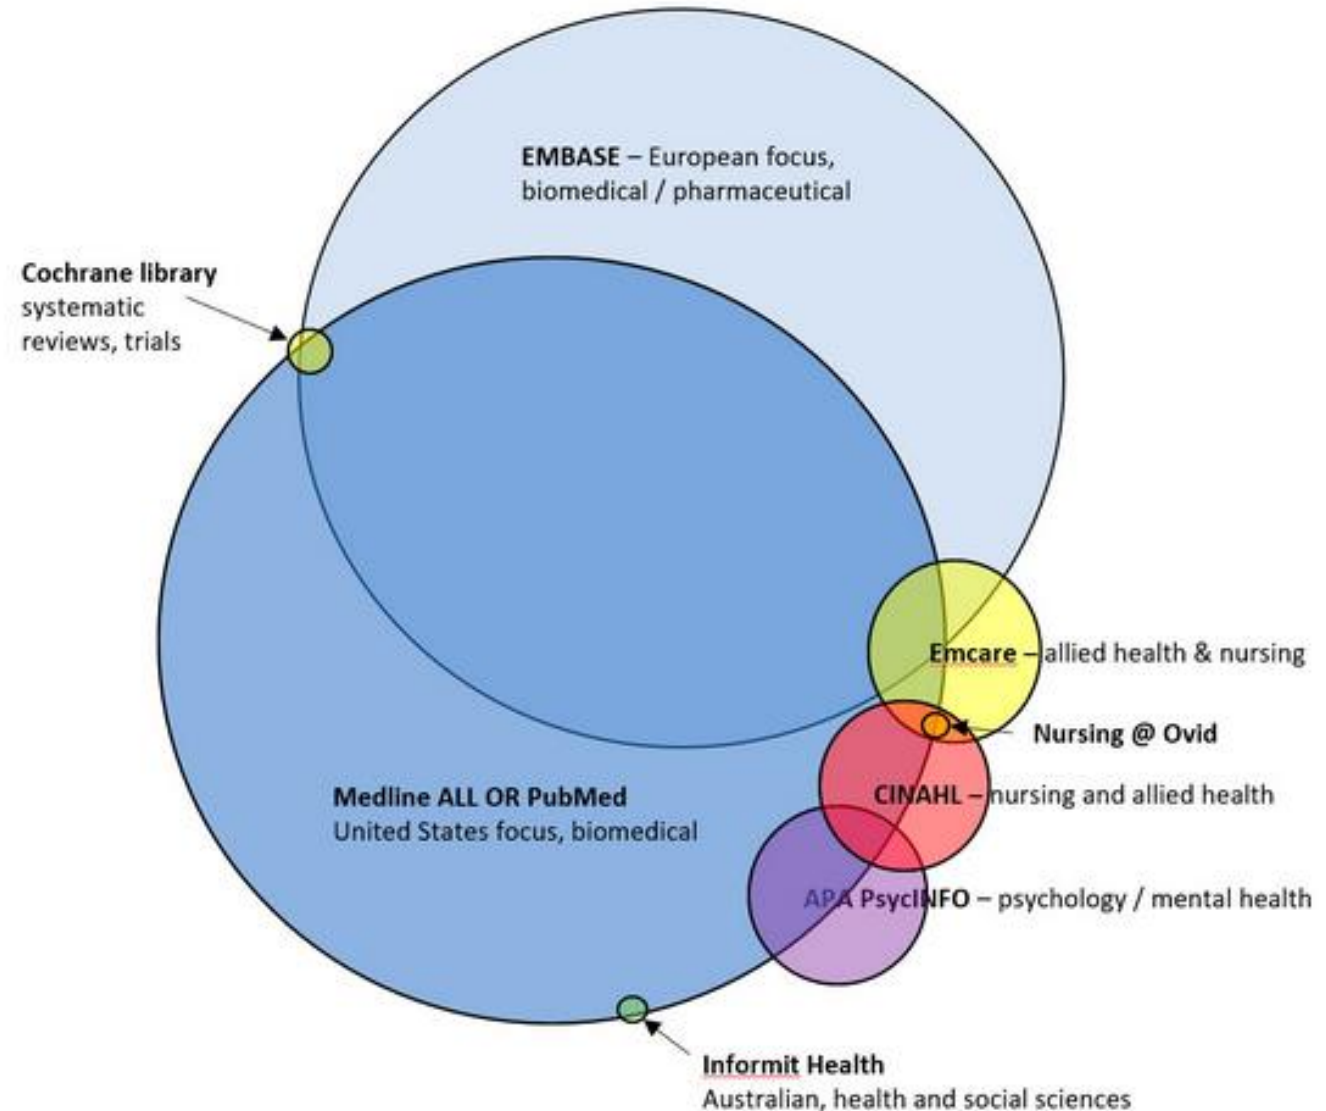 EMBASE – European focus,
biomedical / pharmaceutical
Cochrane library
systematic
reviews, trials
Emcare – allied health & nursing
Nursing @ Ovid
CINAHL – nursing and allied health
Medline ALL OR PubMed
United States focus, biomedical
APA PsycINFO – psychology / mental health
Informit Health
Australian, health and social sciences